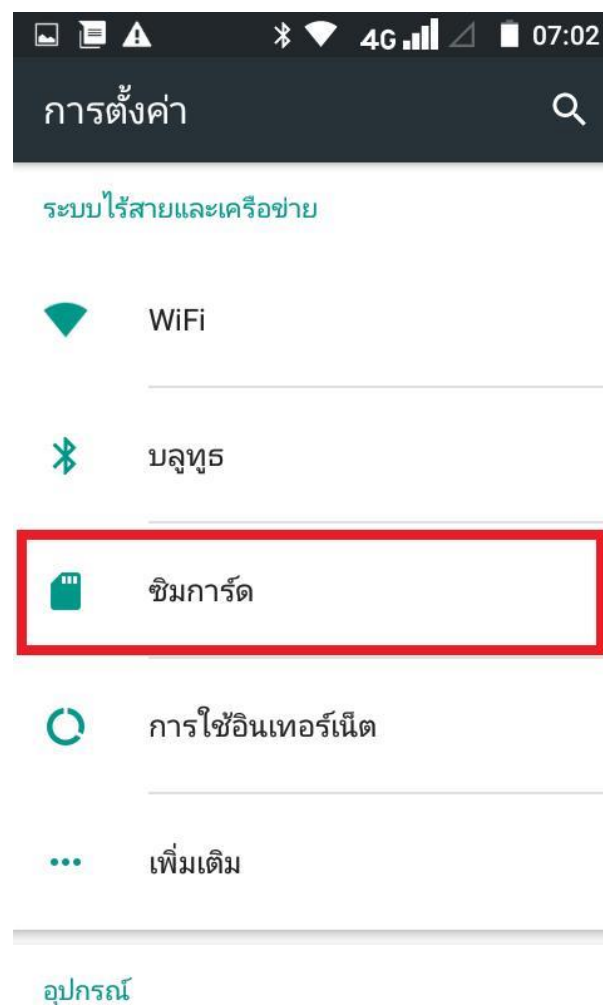 4G 07:02
การตั้งค่า
ระบบไร้สายและเครือข่าย
WiFi
บลูทูธ
ซิมการ์ด
การใช้อินเทอร์เน็ต
เพิ่มเติม
อุปกรณ์